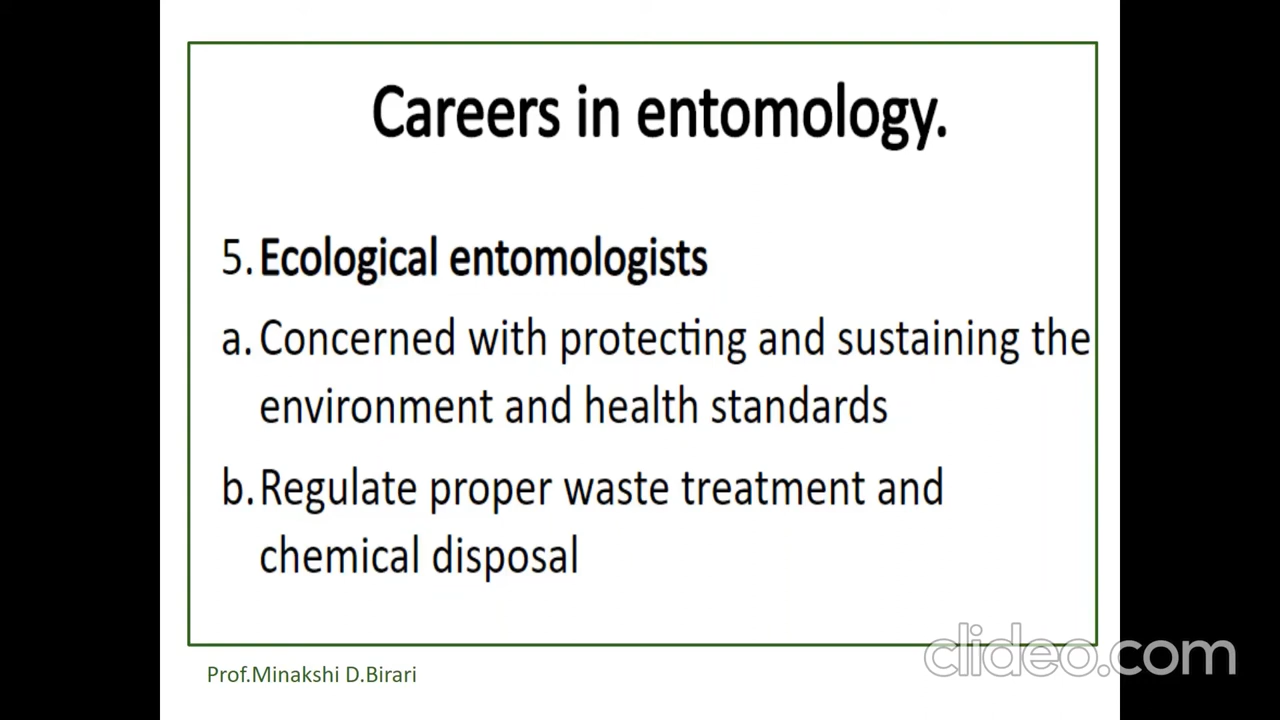 Careers in entomology.
5. Ecological entomologists
a. Concerned with protecting and sustaining the
environment and health standards
b. Regulate proper waste treatment and
chemical disposal
clideo.com
Prof.Minakshi D.Birari